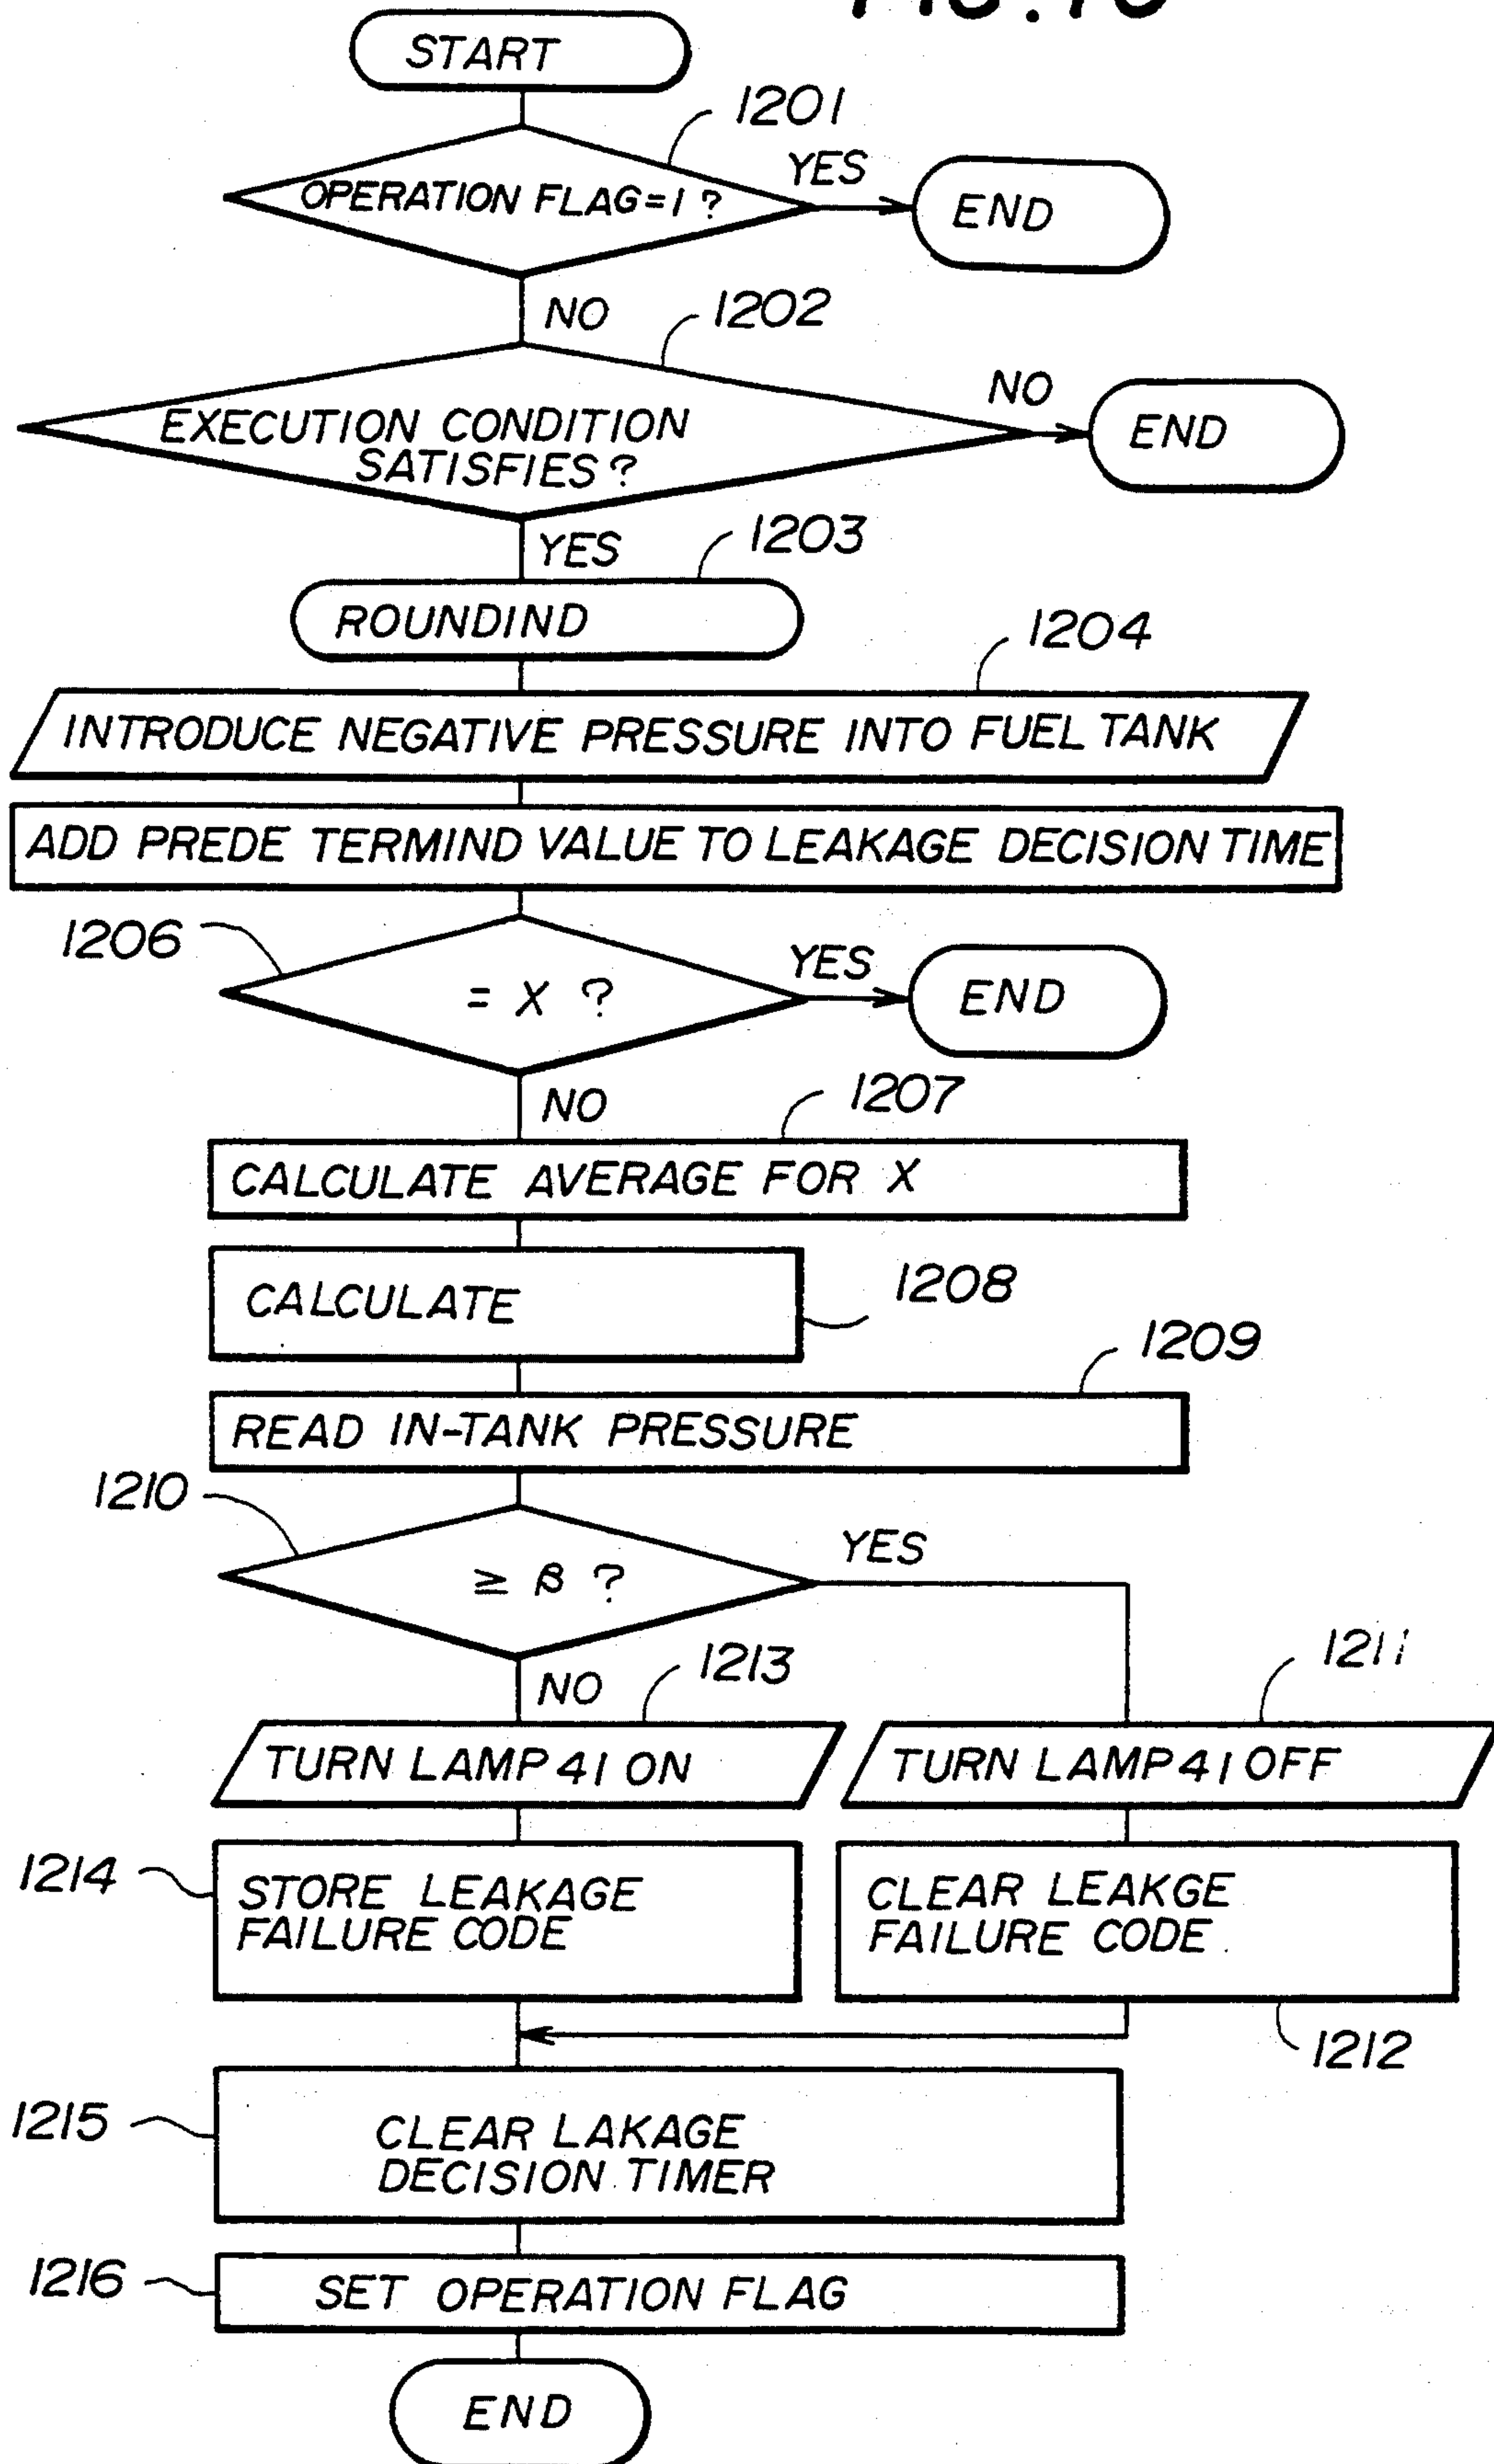 START
1201
OPERATION FLAG=1 ?
YES
END
NO
1202
EXECUTION CONDITION
SATISFIES ?
NO
END
YES
1203
ROUNDIND
1204
INTRODUCE NEGATIVE PRESSURE INTO FUEL TANK
ADD PREDE TERMIND VALUE TO LEAKAGE DECISION TIME
1206
= X ?
YES
END
NO
1207
CALCULATE AVERAGE FOR X
CALCULATE
1208
1209
READ IN-TANK PRESSURE
1210
≥ β ?
YES
NO
1213
1211
TURN LAMP 41 ON
TURN LAMP 41 OFF
1214
STORE LEAKAGE
FAILURE CODE
CLEAR LEAKGE
FAILURE CODE
1212
1215
CLEAR LAKAGE
DECISION TIMER
1216
SET OPERATION FLAG
END